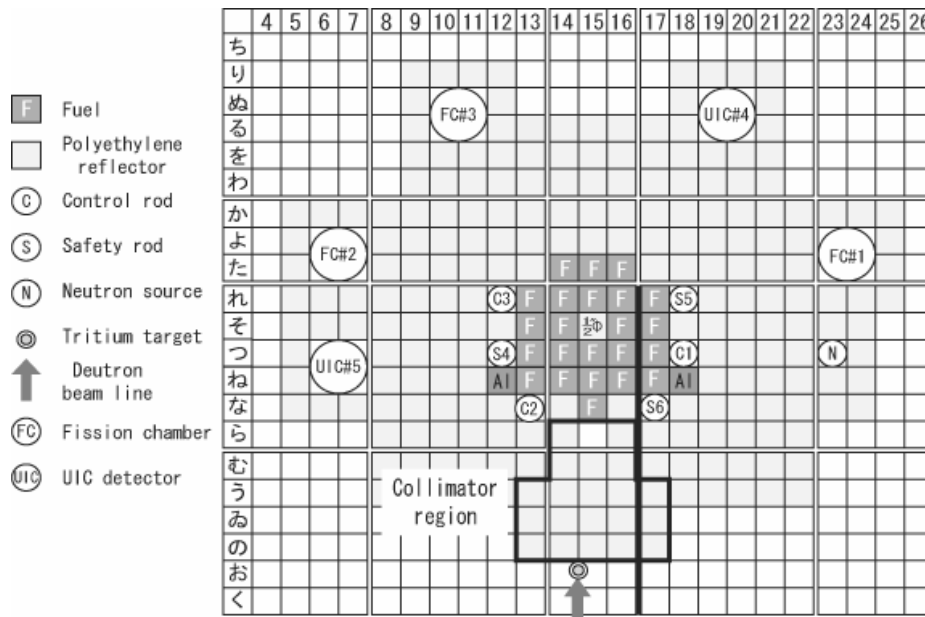 4 5 6 7 8 9 10 11 12 13 14 15 16 17 18 19 20 21 22 23 24 25 26
ち
り
ぬ
る
を
わ
か
よ
た
れ
そ
つ
ね
な
ら
む
う
ゐ
の
お
く
F Fuel
Polyethylene
reflector
C Control rod
S Safety rod
N Neutron source
Tritium target
Deutron
beam line
FC Fission chamber
UIC UIC detector
FC#3 UIC#4
FC#2 FC#1
F F F
C3 F F F F F S5
F F F F
UIC#5 S4 F F F F F C1 N
Al F F F F F Al
C2 F S6
Collimator
region